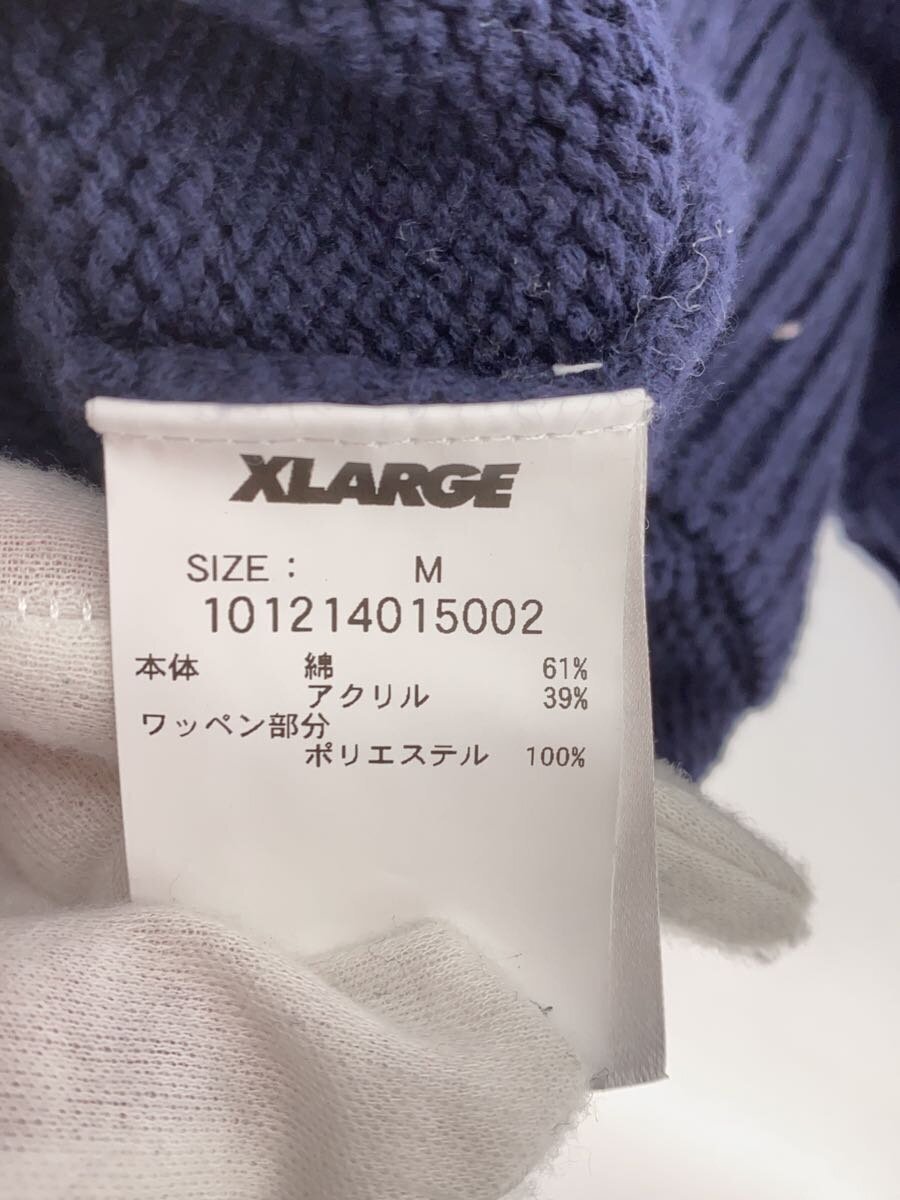 XLARGE
SIZE： M
101214015002
本体 綿 61%
アクリル 39%
ワッペン部分
ポリエステル 100%